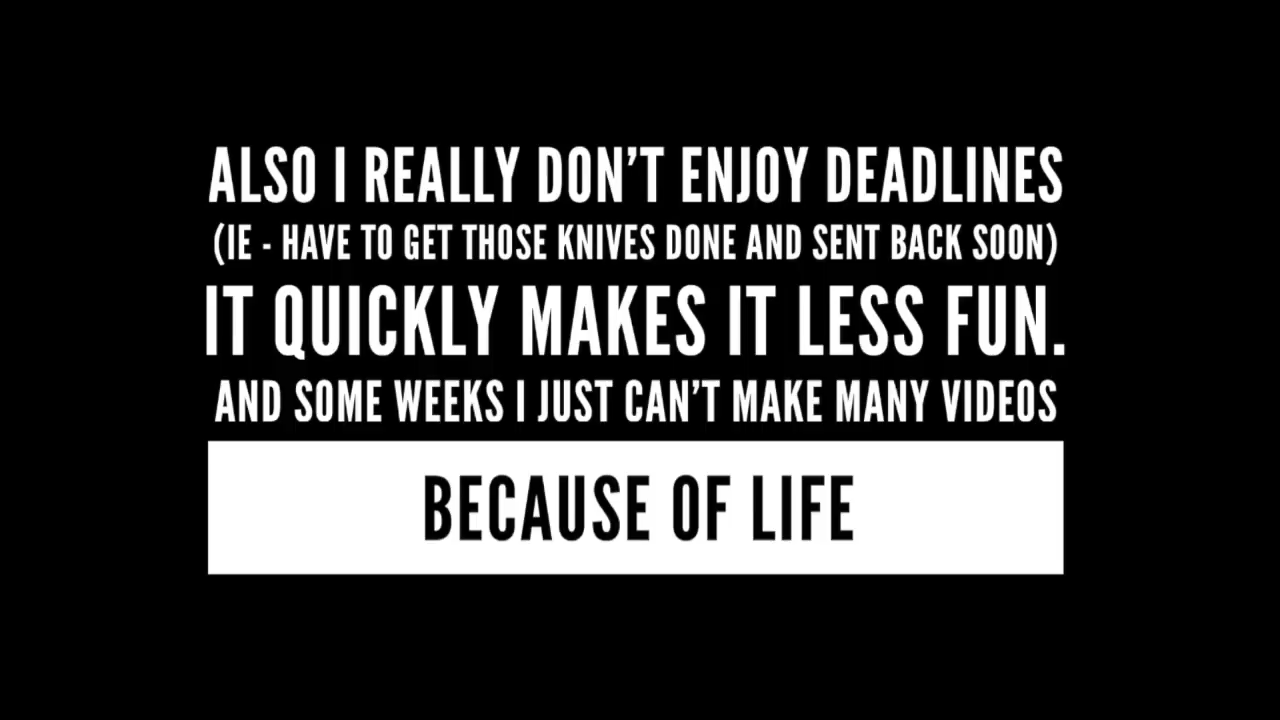 ALSO I REALLY DON'T ENJOY DEADLINES
(IE - HAVE TO GET THOSE KNIVES DONE AND SENT BACK SOON)
IT QUICKLY MAKES IT LESS FUN.
AND SOME WEEKS I JUST CAN'T MAKE MANY VIDEOS
BECAUSE OF LIFE